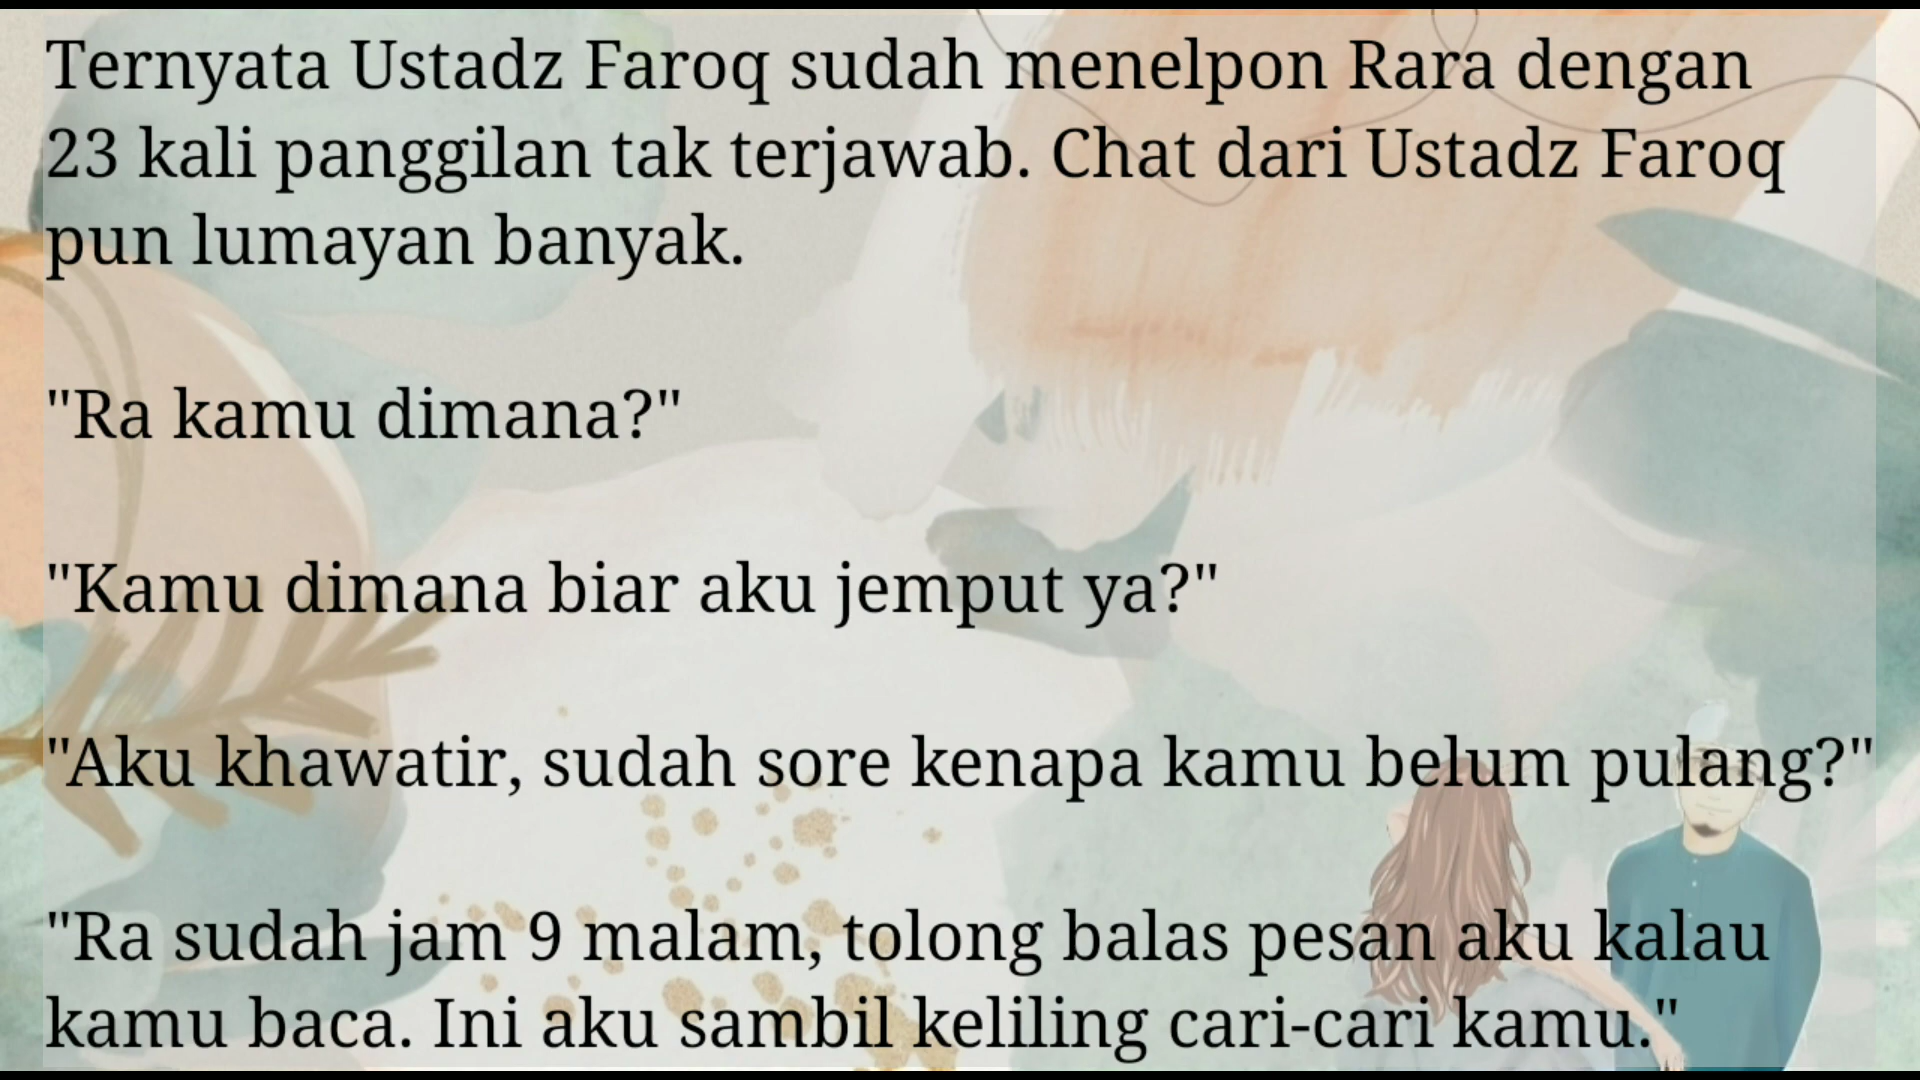 Ternyata Ustadz Faroq sudah menelpon Rara dengan
23 kali panggilan tak terjawab. Chat dari Ustadz Faroq
pun lumayan banyak.
"Ra kamu dimana?"
"Kamu dimana biar aku jemput ya?"
"Aku khawatir, sudah sore kenapa kamu belum pulang?"
"Ra sudah jam 9 malam, tolong balas pesan aku kalau
kamu baca. Ini aku sambil keliling cari-cari kamu."